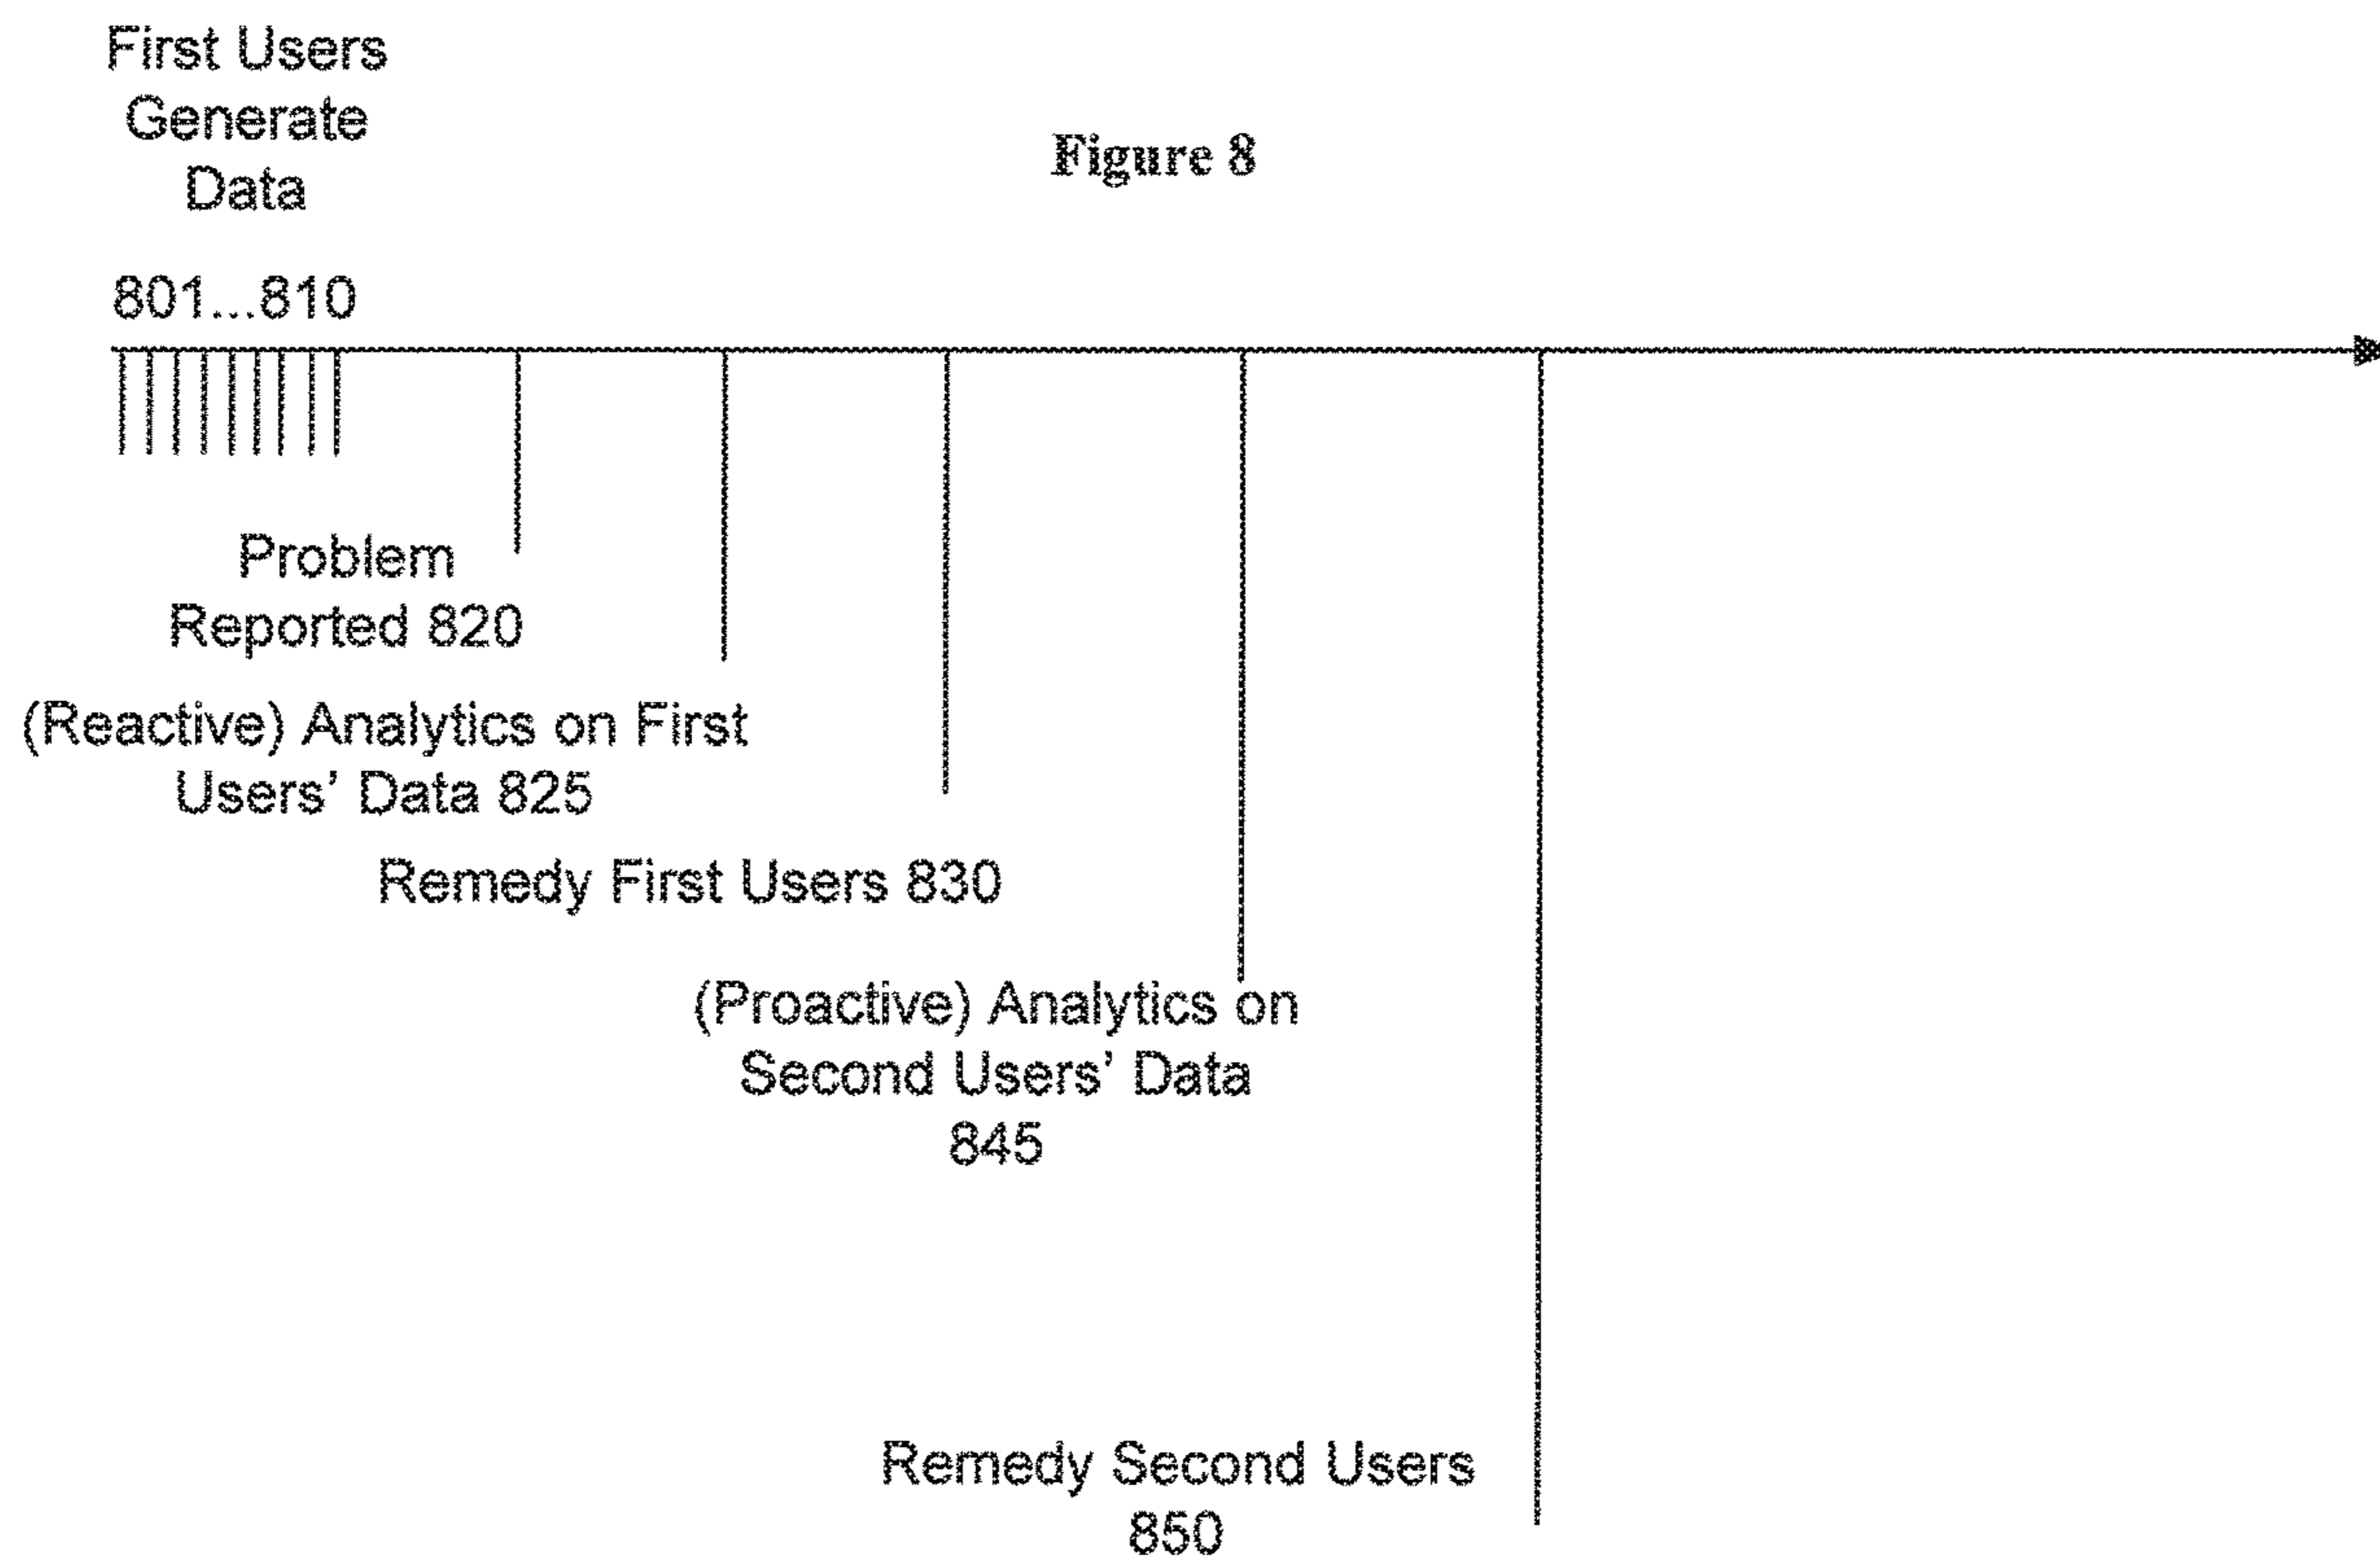 First Users
Generate
Data
Figure 8
801...810
Problem
Reported 820
(Reactive) Analytics on First
Users’ Data 825
Remedy First Users 830
(Proactive) Analytics on
Second Users’ Data
845
Remedy Second Users
850